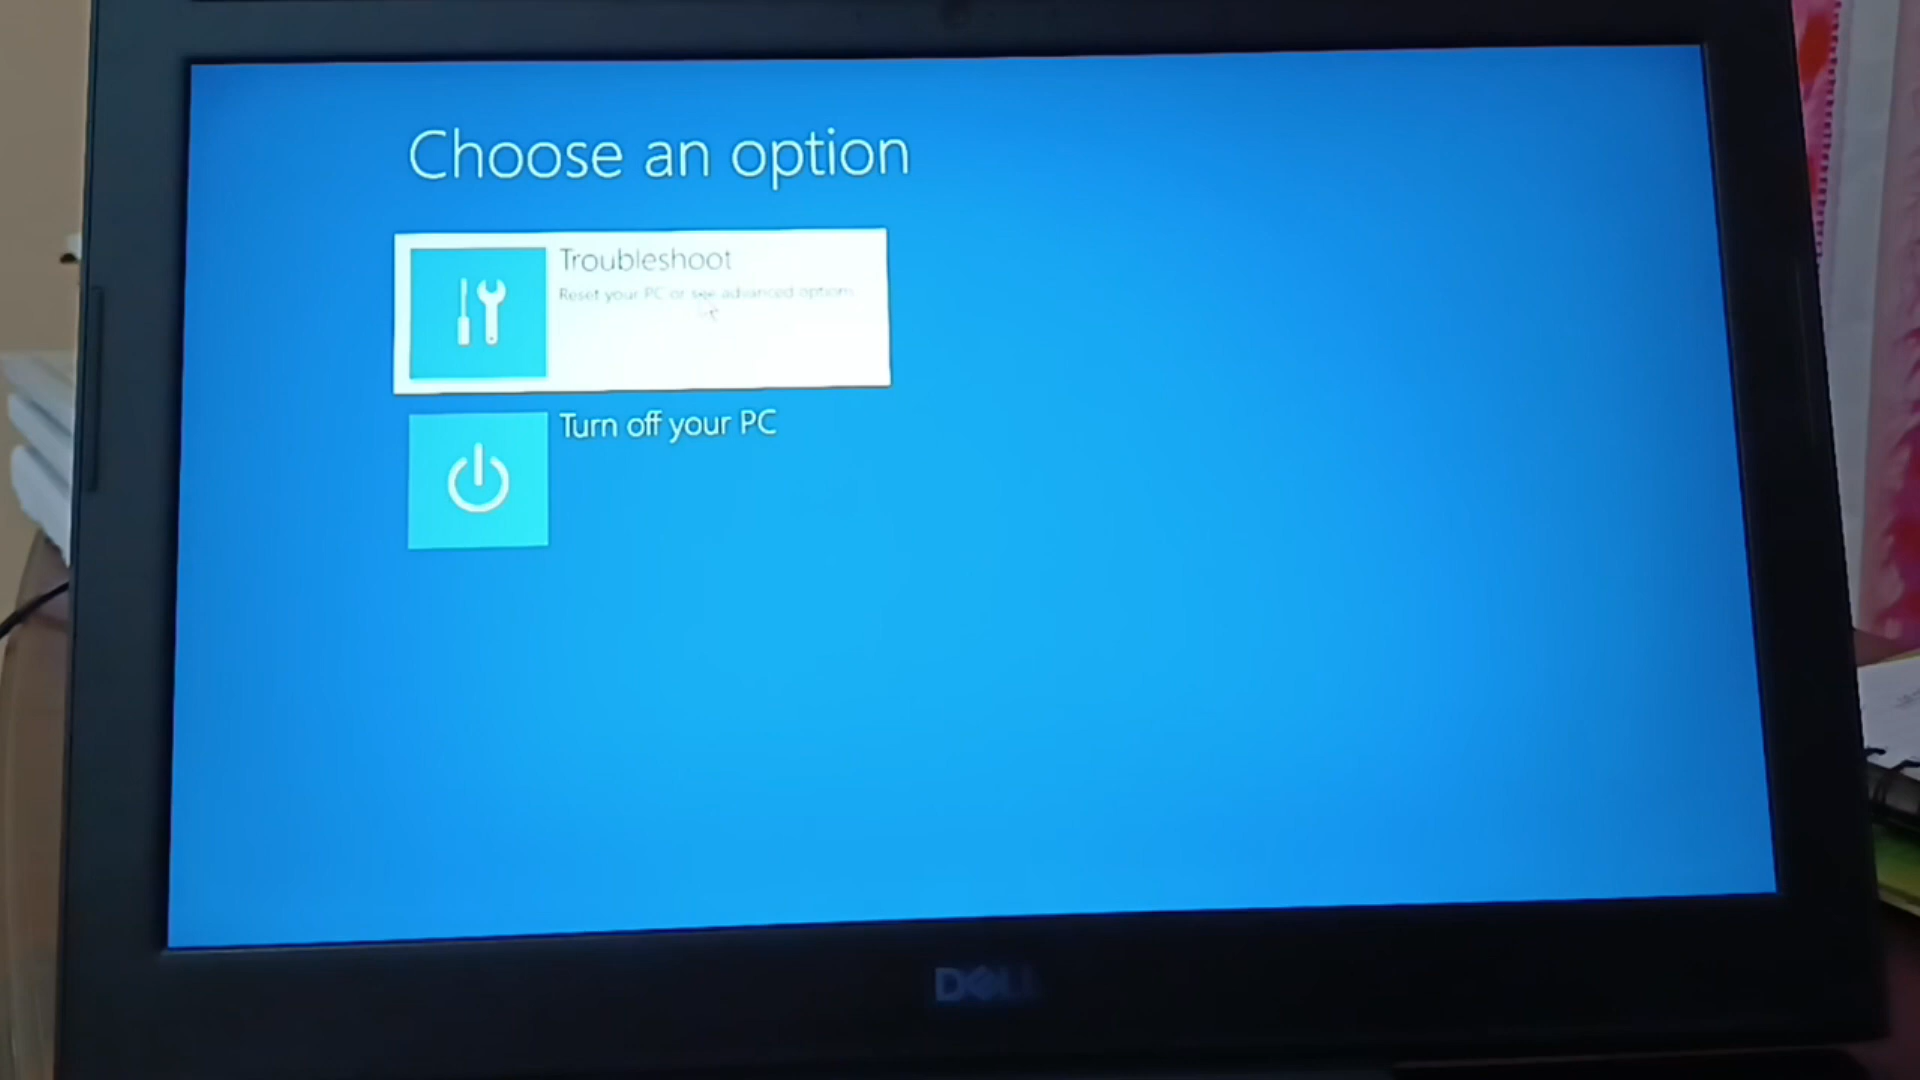 Choose an option
Troubleshoot
Reset your PC or see advanced options
Turn off your PC
DELL